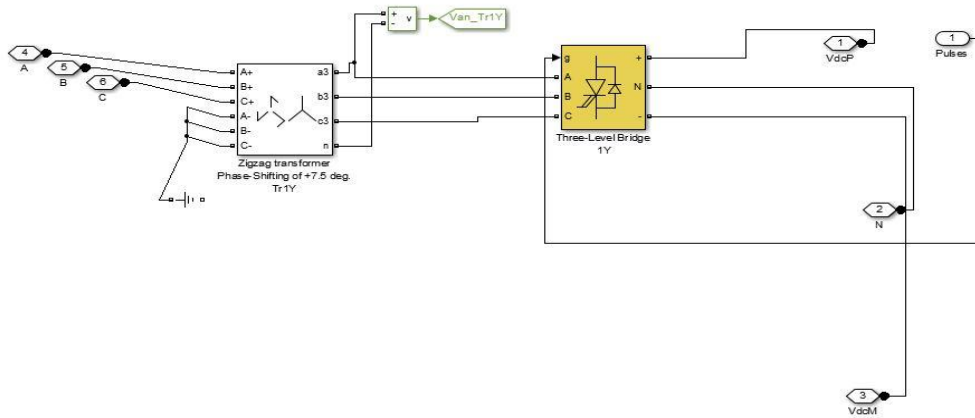 +
-
v
Van_Tr1Y
4
A
5
B
6
C
A+
B+
C+
A-
B-
C-
a3
b3
c3
n
Zigzag transformer
Phase-Shifting of +7.5 deg.
Tr1Y
g
A
B
C
+
N
-
Three-Level Bridge
1Y
1
VdcP
1
Pulses
2
N
3
VdcM